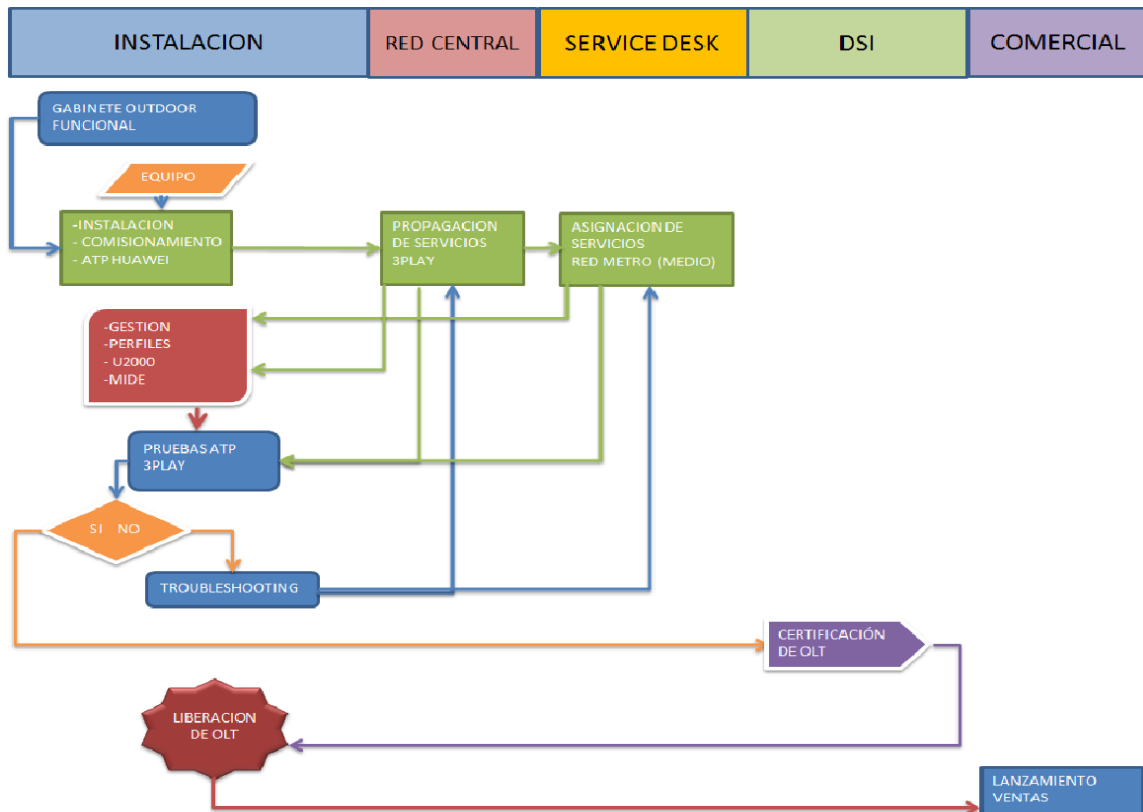 INSTALACION
RED CENTRAL
SERVICE DESK
DSI
COMERCIAL
GABINETE OUTDOOR
FUNCIONAL
EQUIPO
-INSTALACION
- COMISIONAMIENTO
- ATP HUAWEI
PROPAGACION
DE SERVICIOS
3PLAY
ASIGNACION DE
SERVICIOS
RED METRO (MEDIO)
-GESTION
-PERFILES
- U2000
-MIDE
PRUEBAS ATP
3PLAY
SI NO
TROUBLESHOOTING
CERTIFICACIÓN
DE OLT
LIBERACION
DE OLT
LANZAMIENTO
VENTAS